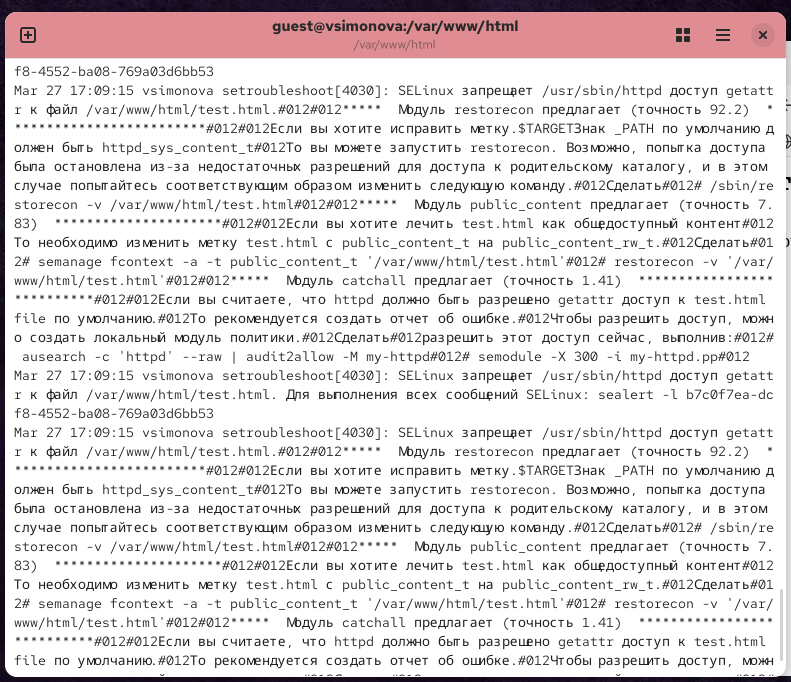 guest@vsimonova:/var/www/html
/var/www/html
f8-4552-ba08-769a03d6bb53
Mar 27 17:09:15 vsimonova setroubleshoot[4030]: SELinux запрещает /usr/sbin/httpd доступ getatt
r к файл /var/www/html/test.html.#012#012*****  Модуль restorecon предлагает (точность 92.2)  *
************************#012#012Если вы хотите исправить метку.$TARGETЗнак _PATH по умолчанию д
олжен быть httpd_sys_content_t#012То вы можете запустить restorecon. Возможно, попытка доступа
была остановлена из-за недостаточных разрешений для доступа к родительскому каталогу, и в этом
случае попытайтесь соответствующим образом изменить следующую команду.#012Сделать#012# /sbin/re
storecon -v /var/www/html/test.html#012#012*****  Модуль public_content предлагает (точность 7.
83)  *********************#012#012Если вы хотите лечить test.html как общедоступный контент#012
То необходимо изменить метку test.html с public_content_t на public_content_rw_t.#012Сделать#01
2# semanage fcontext -a -t public_content_t '/var/www/html/test.html'#012# restorecon -v '/var/
www/html/test.html'#012#012*****  Модуль catchall предлагает (точность 1.41)  *****************
**********#012#012Если вы считаете, что httpd должно быть разрешено getattr доступ к test.html
file по умолчанию.#012То рекомендуется создать отчет об ошибке.#012Чтобы разрешить доступ, можн
о создать локальный модуль политики.#012Сделать#012разрешить этот доступ сейчас, выполнив:#012#
 ausearch -c 'httpd' --raw | audit2allow -M my-httpd#012# semodule -X 300 -i my-httpd.pp#012
Mar 27 17:09:15 vsimonova setroubleshoot[4030]: SELinux запрещает /usr/sbin/httpd доступ getatt
r к файл /var/www/html/test.html. Для выполнения всех сообщений SELinux: sealert -l b7c0f7ea-dc
f8-4552-ba08-769a03d6bb53
Mar 27 17:09:15 vsimonova setroubleshoot[4030]: SELinux запрещает /usr/sbin/httpd доступ getatt
r к файл /var/www/html/test.html.#012#012*****  Модуль restorecon предлагает (точность 92.2)  *
************************#012#012Если вы хотите исправить метку.$TARGETЗнак _PATH по умолчанию д
олжен быть httpd_sys_content_t#012То вы можете запустить restorecon. Возможно, попытка доступа
была остановлена из-за недостаточных разрешений для доступа к родительскому каталогу, и в этом
случае попытайтесь соответствующим образом изменить следующую команду.#012Сделать#012# /sbin/re
storecon -v /var/www/html/test.html#012#012*****  Модуль public_content предлагает (точность 7.
83)  *********************#012#012Если вы хотите лечить test.html как общедоступный контент#012
То необходимо изменить метку test.html с public_content_t на public_content_rw_t.#012Сделать#01
2# semanage fcontext -a -t public_content_t '/var/www/html/test.html'#012# restorecon -v '/var/
www/html/test.html'#012#012*****  Модуль catchall предлагает (точность 1.41)  *****************
**********#012#012Если вы считаете, что httpd должно быть разрешено getattr доступ к test.html
file по умолчанию.#012То рекомендуется создать отчет об ошибке.#012Чтобы разрешить доступ, можн